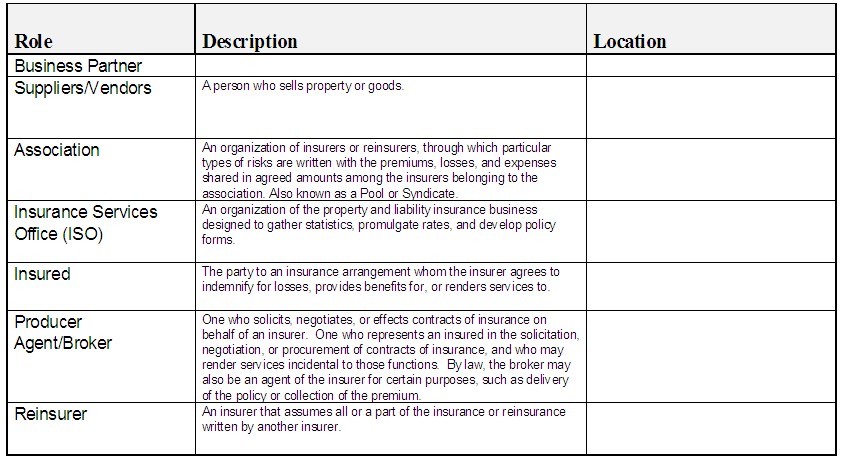 Role Description Location
Business Partner
Suppliers/Vendors A person who sells property or goods.
Association An organization of insurers or reinsurers, through which particular
types of risks are written with the premiums, losses, and expenses
shared in agreed amounts among the insurers belonging to the
association. Also known as a Pool or Syndicate.
Insurance Services An organization of the property and liability insurance business
Office (ISO) designed to gather statistics, promulgate rates, and develop policy
forms.
Insured The party to an insurance arrangement whom the insurer agrees to
indemnify for losses, provides benefits for, or renders services to.
Producer One who solicits, negotiates, or effects contracts of insurance on
Agent/Broker behalf of an insurer. One who represents an insured in the solicitation,
negotiation, or procurement of contracts of insurance, and who may
render services incidental to those functions. By law, the broker may
also be an agent of the insurer for certain purposes, such as delivery
of the policy or collection of the premium.
Reinsurer An insurer that assumes all or a part of the insurance or reinsurance
written by another insurer.